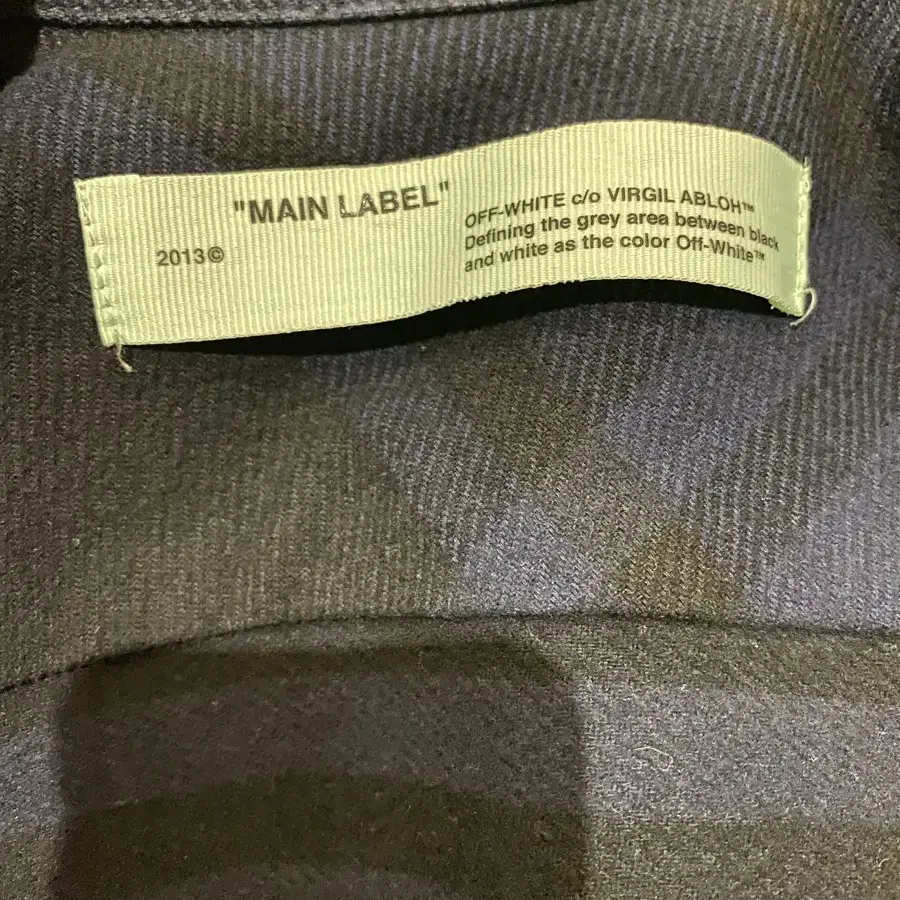 "MAIN LABEL"
2013©
OFF-WHITE c/o VIRGIL ABLOH™
Defining the grey area between black
and white as the color Off-White™